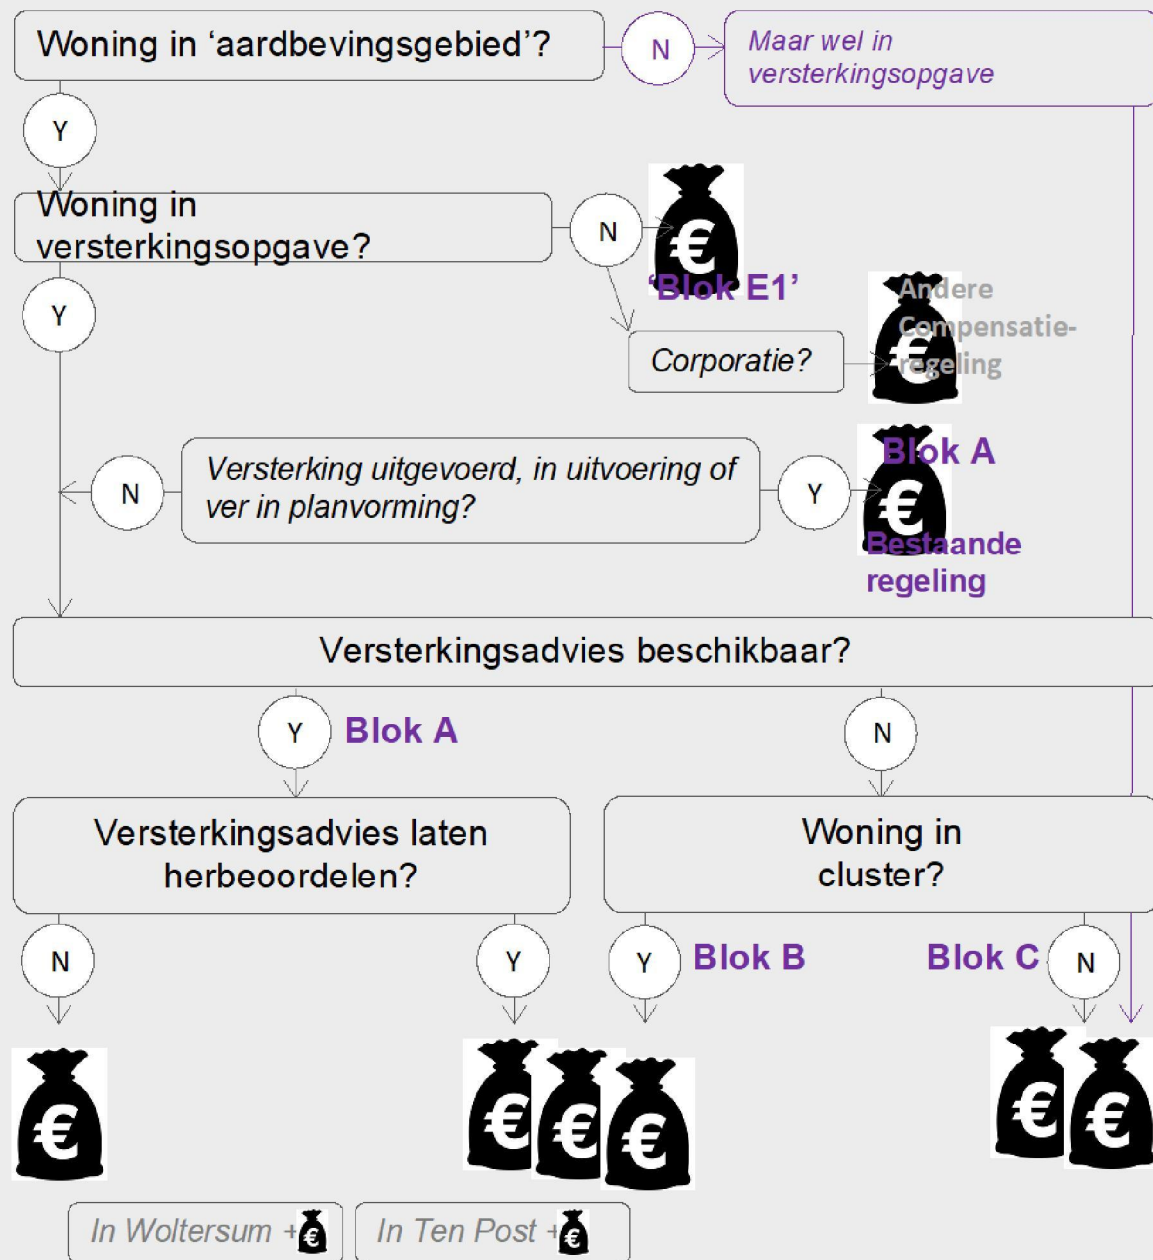 Woning in ‘aardbevingsgebied’?
N
Maar wel in
versterkingsopgave
Y
Woning in
versterkingsopgave?
N
€
‘Blok E1’
Y
Corporatie?
€
Andere
Compensatie-
regeling
N
Versterking uitgevoerd, in uitvoering of
ver in planvorming?
Y
Blok A
€
Bestaande
regeling
Versterkingsadvies beschikbaar?
Y
Blok A
N
Versterkingsadvies laten
herbeoordelen?
Woning in
cluster?
N
Y
Y
Blok B
Blok C
N
€
€
€
€
€
€
In Woltersum +
€
In Ten Post +
€